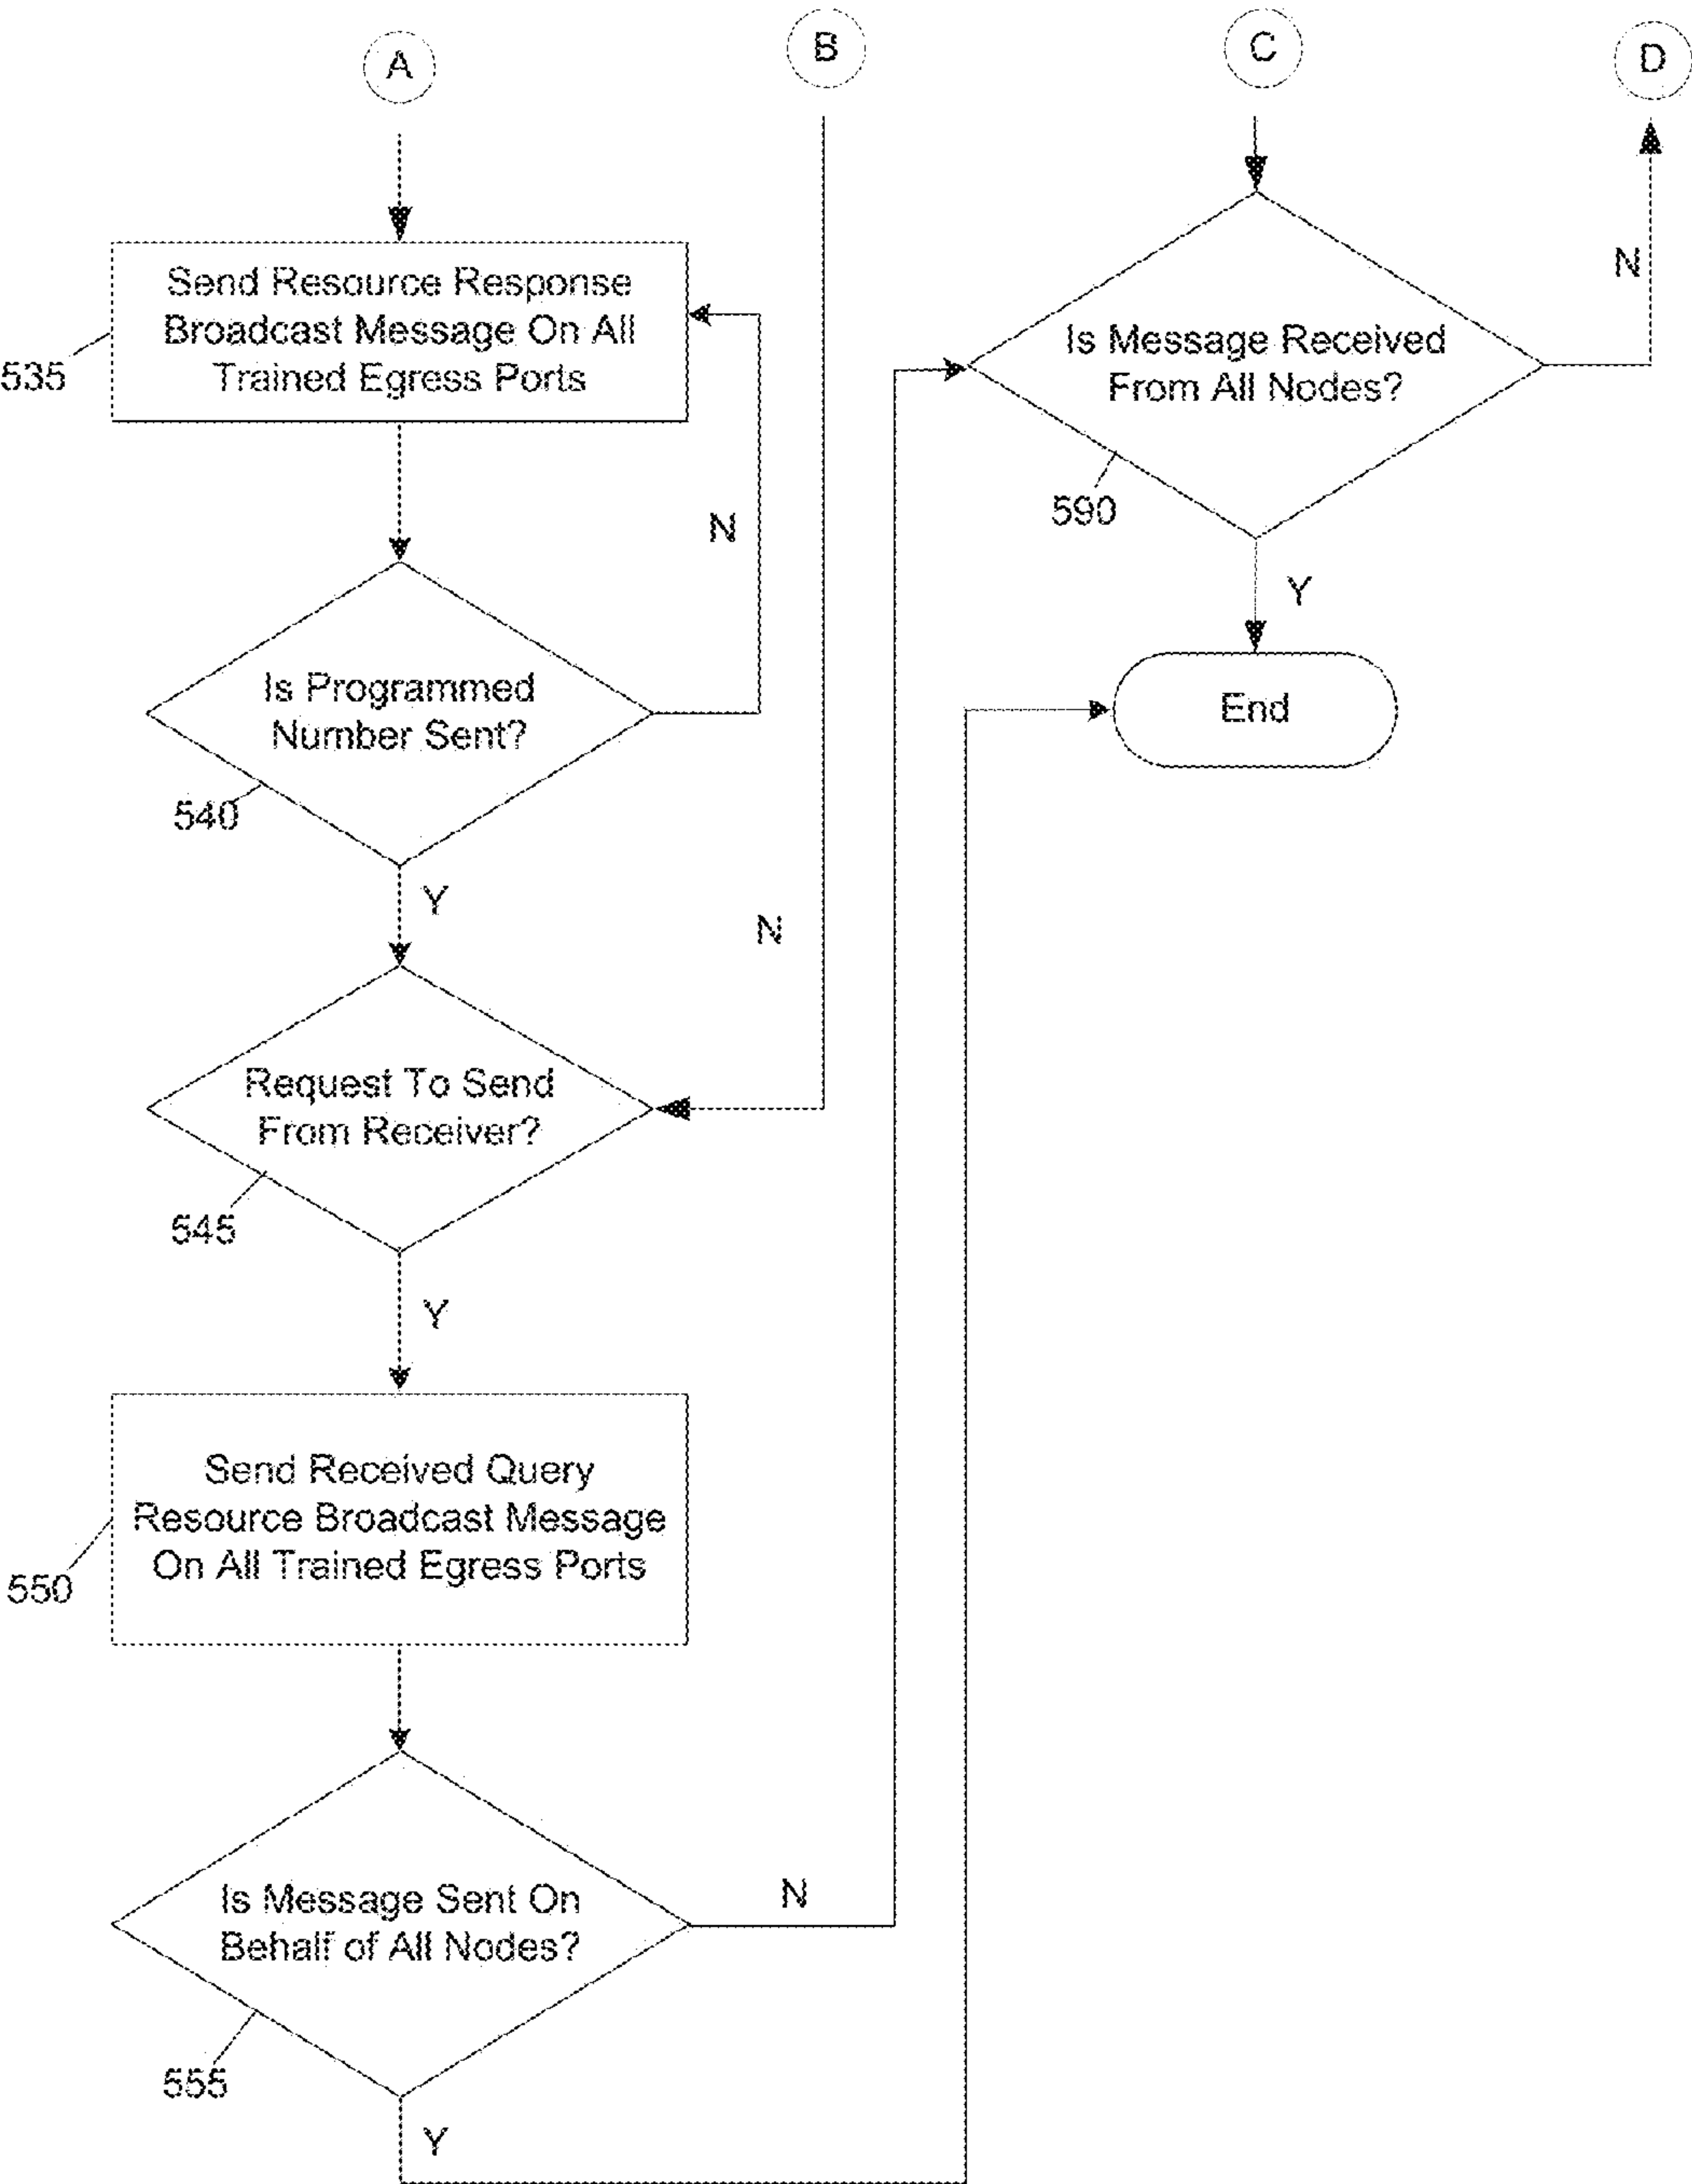 A
B
C
D
Send Resource Response
Broadcast Message On All
Trained Egress Ports
535
N
Is Programmed
Number Sent?
540
Y
N
Request To Send
From Receiver?
545
Y
Send Received Query
Resource Broadcast Message
On All Trained Egress Ports
550
Is Message Sent On
Behalf of All Nodes?
555
N
Y
Is Message Received
From All Nodes?
590
N
Y
End